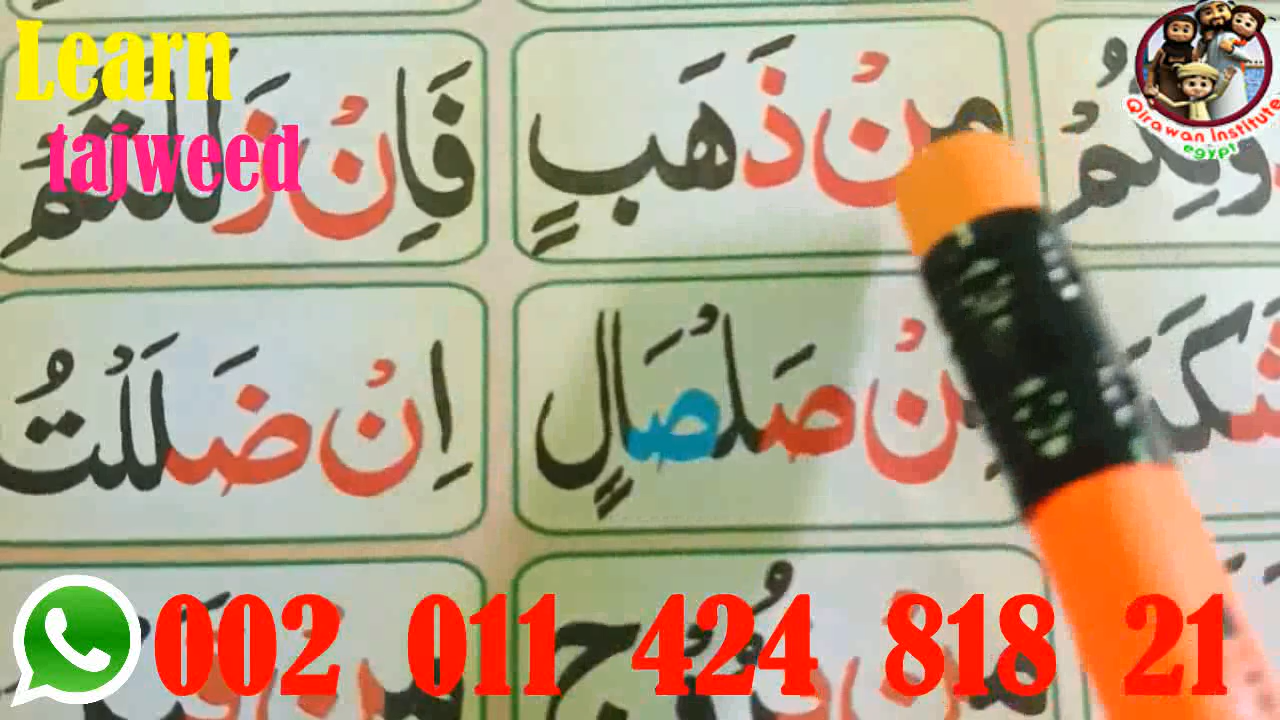 Learn
tajweed
Qirawan Institute
egypt
مِنْ ذَهَبٍ فَاِنْ زَلَلْتُمْ
مِنْ صَلْصَالٍ اِنْ ضَلَلْتُ
002 011 424 818 21